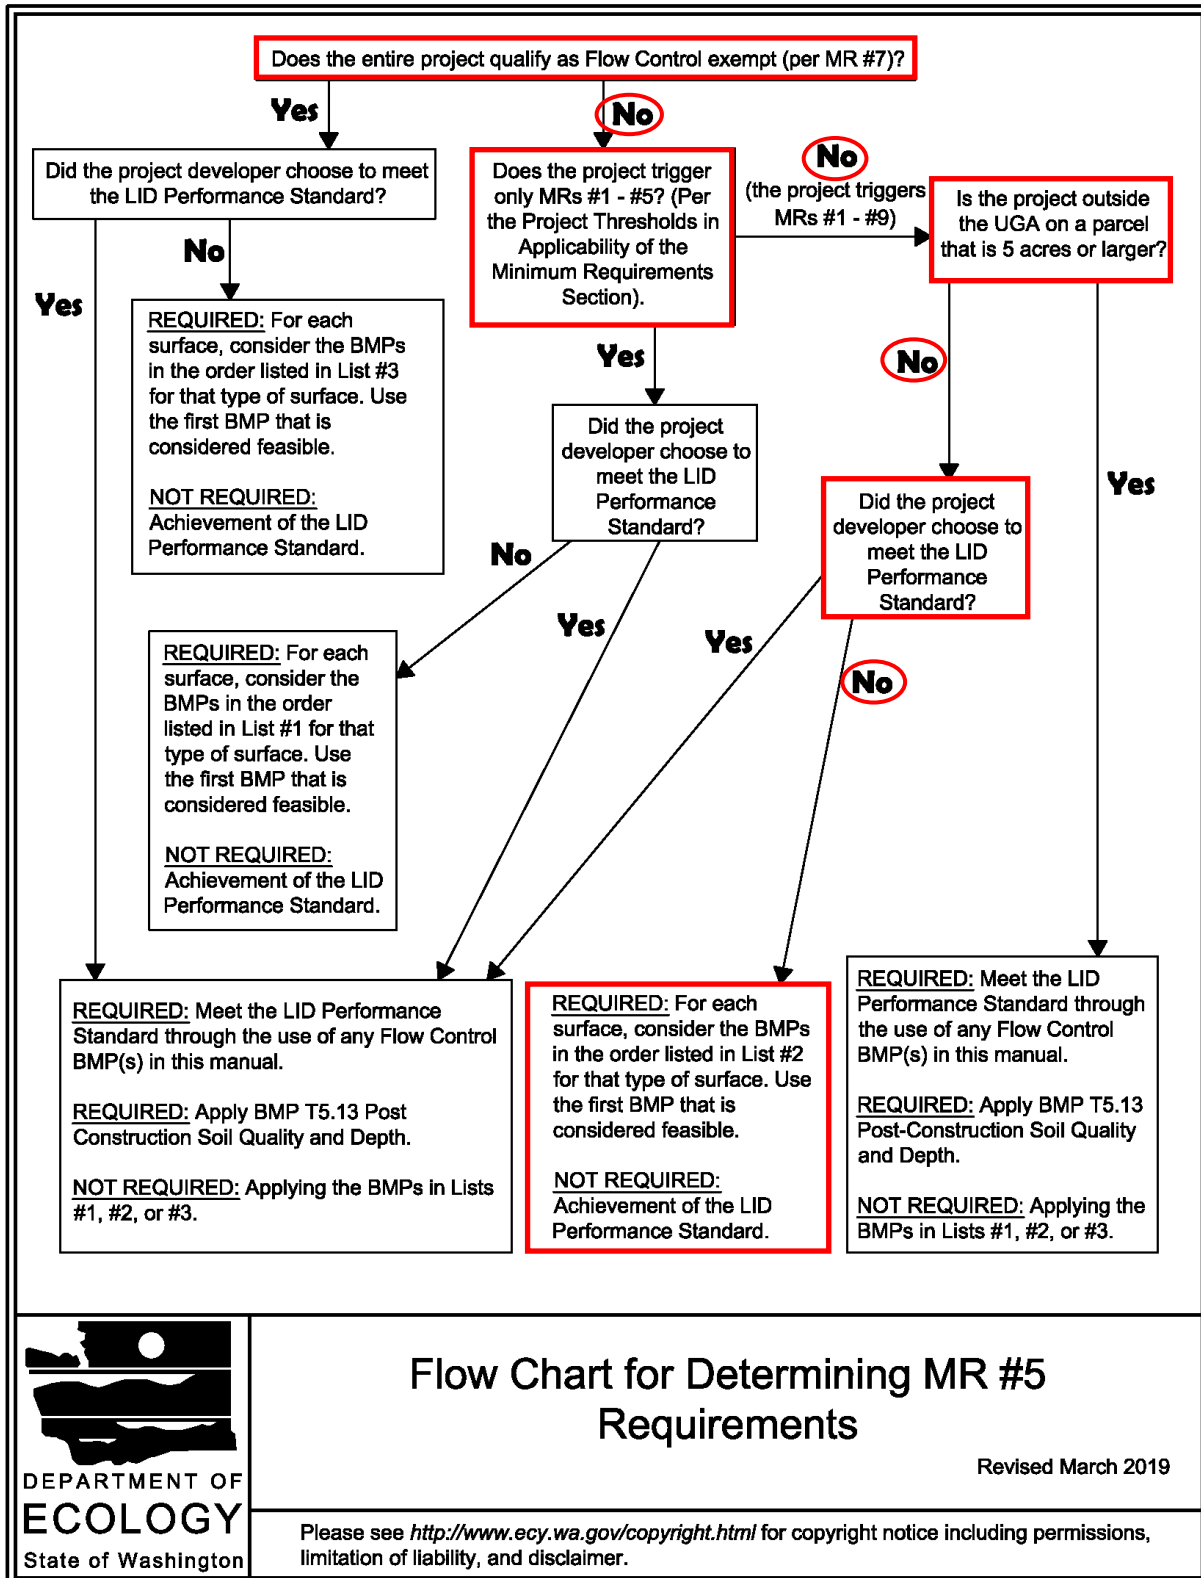 Does the entire project qualify as Flow Control exempt (per MR #7)?
Yes
No
Did the project developer choose to meet
the LID Performance Standard?
Does the project trigger
only MRs #1 - #5? (Per
the Project Thresholds in
Applicability of the
Minimum Requirements
Section).
No
(the project triggers
MRs #1 - #9)
Is the project outside
the UGA on a parcel
that is 5 acres or larger?
No
Yes
REQUIRED: For each
surface, consider the BMPs
in the order listed in List #3
for that type of surface. Use
the first BMP that is
considered feasible.
NOT REQUIRED:
Achievement of the LID
Performance Standard.
Yes
No
Did the project
developer choose to
meet the LID
Performance
Standard?
Yes
Did the project
developer choose to
meet the LID
Performance
Standard?
No
Yes
Yes
No
REQUIRED: For each
surface, consider the
BMPs in the order
listed in List #1 for that
type of surface. Use
the first BMP that is
considered feasible.
NOT REQUIRED:
Achievement of the LID
Performance Standard.
REQUIRED: Meet the LID Performance
Standard through the use of any Flow Control
BMP(s) in this manual.
REQUIRED: Apply BMP T5.13 Post
Construction Soil Quality and Depth.
NOT REQUIRED: Applying the BMPs in Lists
#1, #2, or #3.
REQUIRED: For each
surface, consider the BMPs
in the order listed in List #2
for that type of surface. Use
the first BMP that is
considered feasible.
NOT REQUIRED:
Achievement of the LID
Performance Standard.
REQUIRED: Meet the LID
Performance Standard through
the use of any Flow Control
BMP(s) in this manual.
REQUIRED: Apply BMP T5.13
Post-Construction Soil Quality
and Depth.
NOT REQUIRED: Applying the
BMPs in Lists #1, #2, or #3.
DEPARTMENT OF
ECOLOGY
State of Washington
Flow Chart for Determining MR #5
Requirements
Revised March 2019
Please see http://www.ecy.wa.gov/copyright.html for copyright notice including permissions,
limitation of liability, and disclaimer.